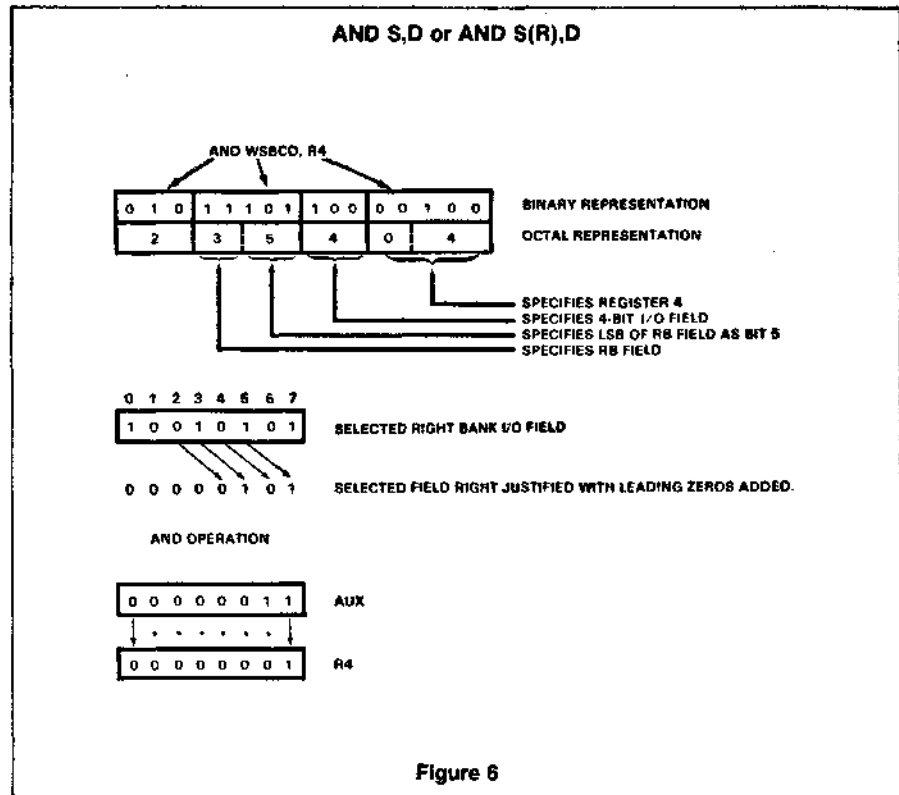 AND S,D or AND S(R),D
AND WSBCO, R4
0 1 0 1 1 1 0 1 1 0 0 0 0 1 0 0 BINARY REPRESENTATION
2 3 5 4 0 4 OCTAL REPRESENTATION
SPECIFIES REGISTER 4
SPECIFIES 4-BIT I/O FIELD
SPECIFIES LSB OF RB FIELD AS BIT 5
SPECIFIES RB FIELD
0 1 2 3 4 5 6 7
1 0 0 1 0 1 0 1 SELECTED RIGHT BANK I/O FIELD
0 0 0 0 0 1 0 1 SELECTED FIELD RIGHT JUSTIFIED WITH LEADING ZEROS ADDED.
AND OPERATION
0 0 0 0 0 0 1 1 AUX
0 0 0 0 0 0 0 1 R4
Figure 6